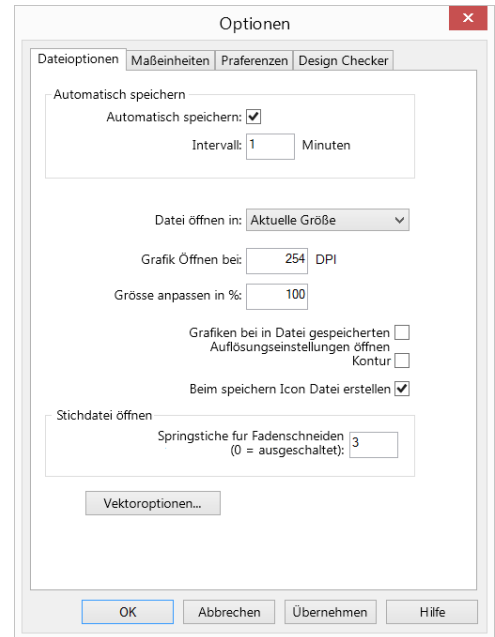 Optionen
Dateioptionen Maßeinheiten Praferenzen Design Checker
Automatisch speichern
Automatisch speichern:
Intervall: 1 Minuten
Datei öffnen in: Aktuelle Größe
Grafik Öffnen bei: 254 DPI
Grösse anpassen in %: 100
Grafiken bei in Datei gespeicherten
Auflösungseinstellungen öffnen
Kontur
Beim speichern Icon Datei erstellen
Stichdatei öffnen
Springstiche fur Fadenschneiden
(0 = ausgeschaltet): 3
Vektoroptionen...
OK Abbrechen Übernehmen Hilfe